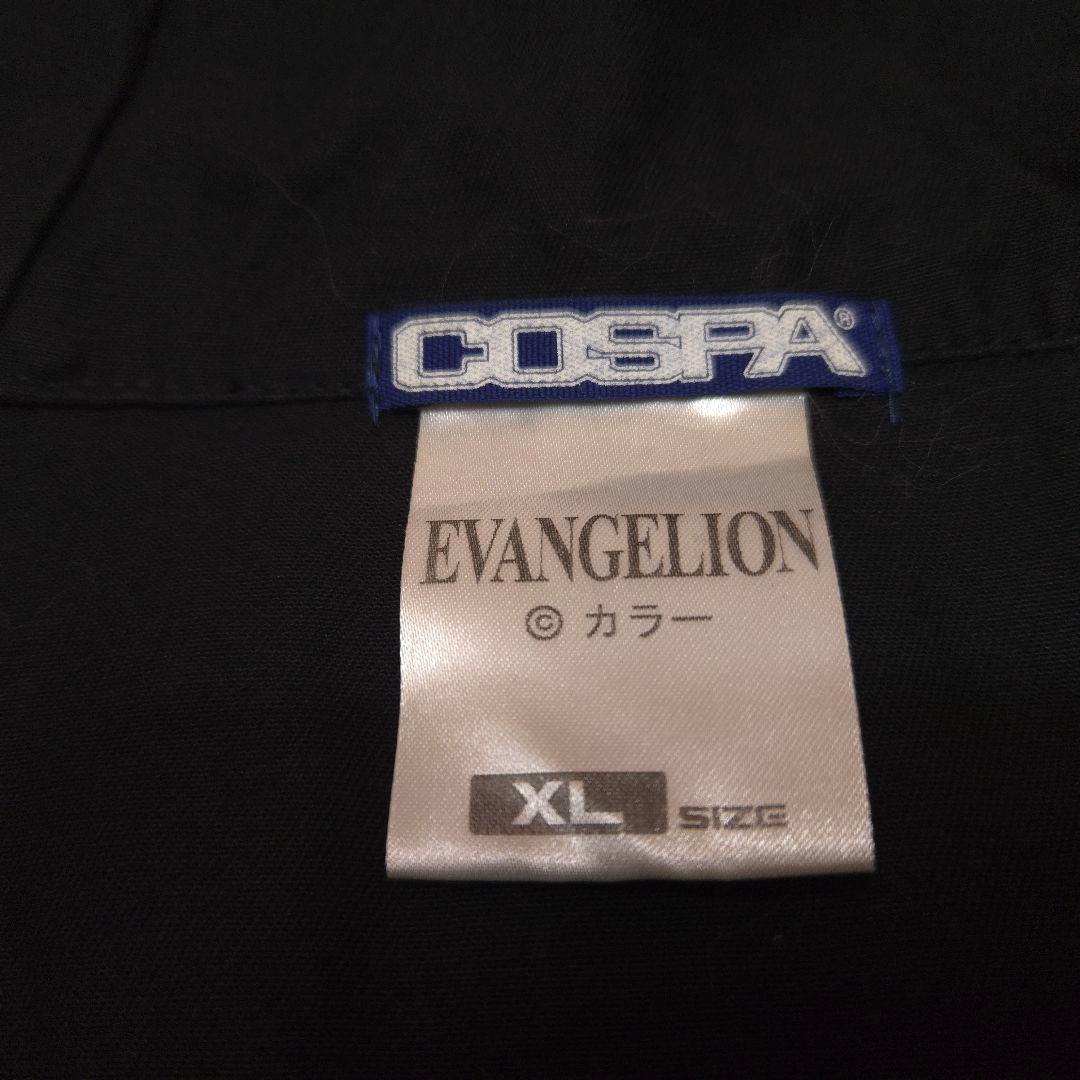 COSPA®
EVANGELION
© カラー
XL SIZE